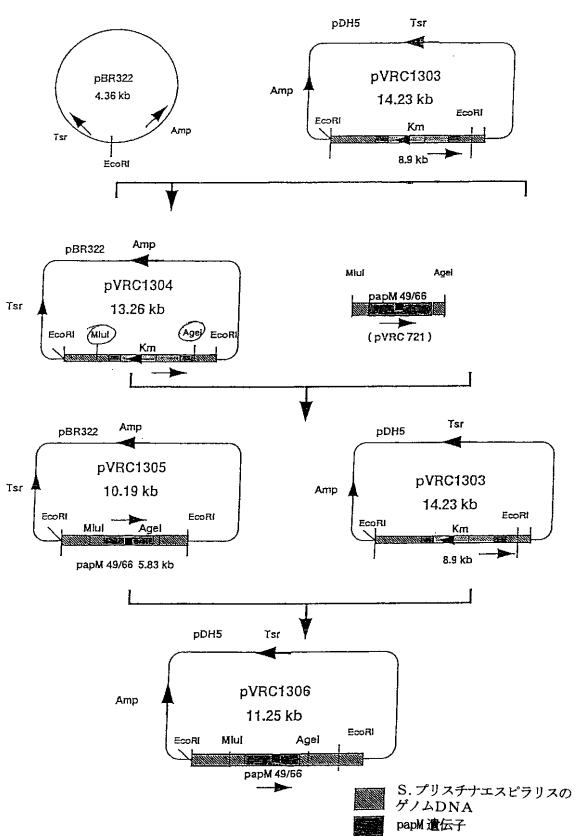 pBR322
4.36 kb
Tsr
Amp
EcoRI
pDH5
Tsr
Amp
pVRC1303
14.23 kb
EcoRI
EcoRI
Km
8.9 kb
pBR322
Amp
Tsr
pVRC1304
13.26 kb
EcoRI
MluI
AgeI
EcoRI
Km
MluI
AgeI
papM 49/66
(pVRC 721)
pBR322
Amp
Tsr
pVRC1305
10.19 kb
EcoRI
EcoRI
MluI
AgeI
papM 49/66 5.83 kb
pDH5
Tsr
Amp
pVRC1303
14.23 kb
EcoRI
EcoRI
Km
8.9 kb
pDH5
Tsr
Amp
pVRC1306
11.25 kb
EcoRI
MluI
AgeI
EcoRI
papM 49/66
S.プリスチナエスピラリスの
ゲノムDNA
papM 遺伝子